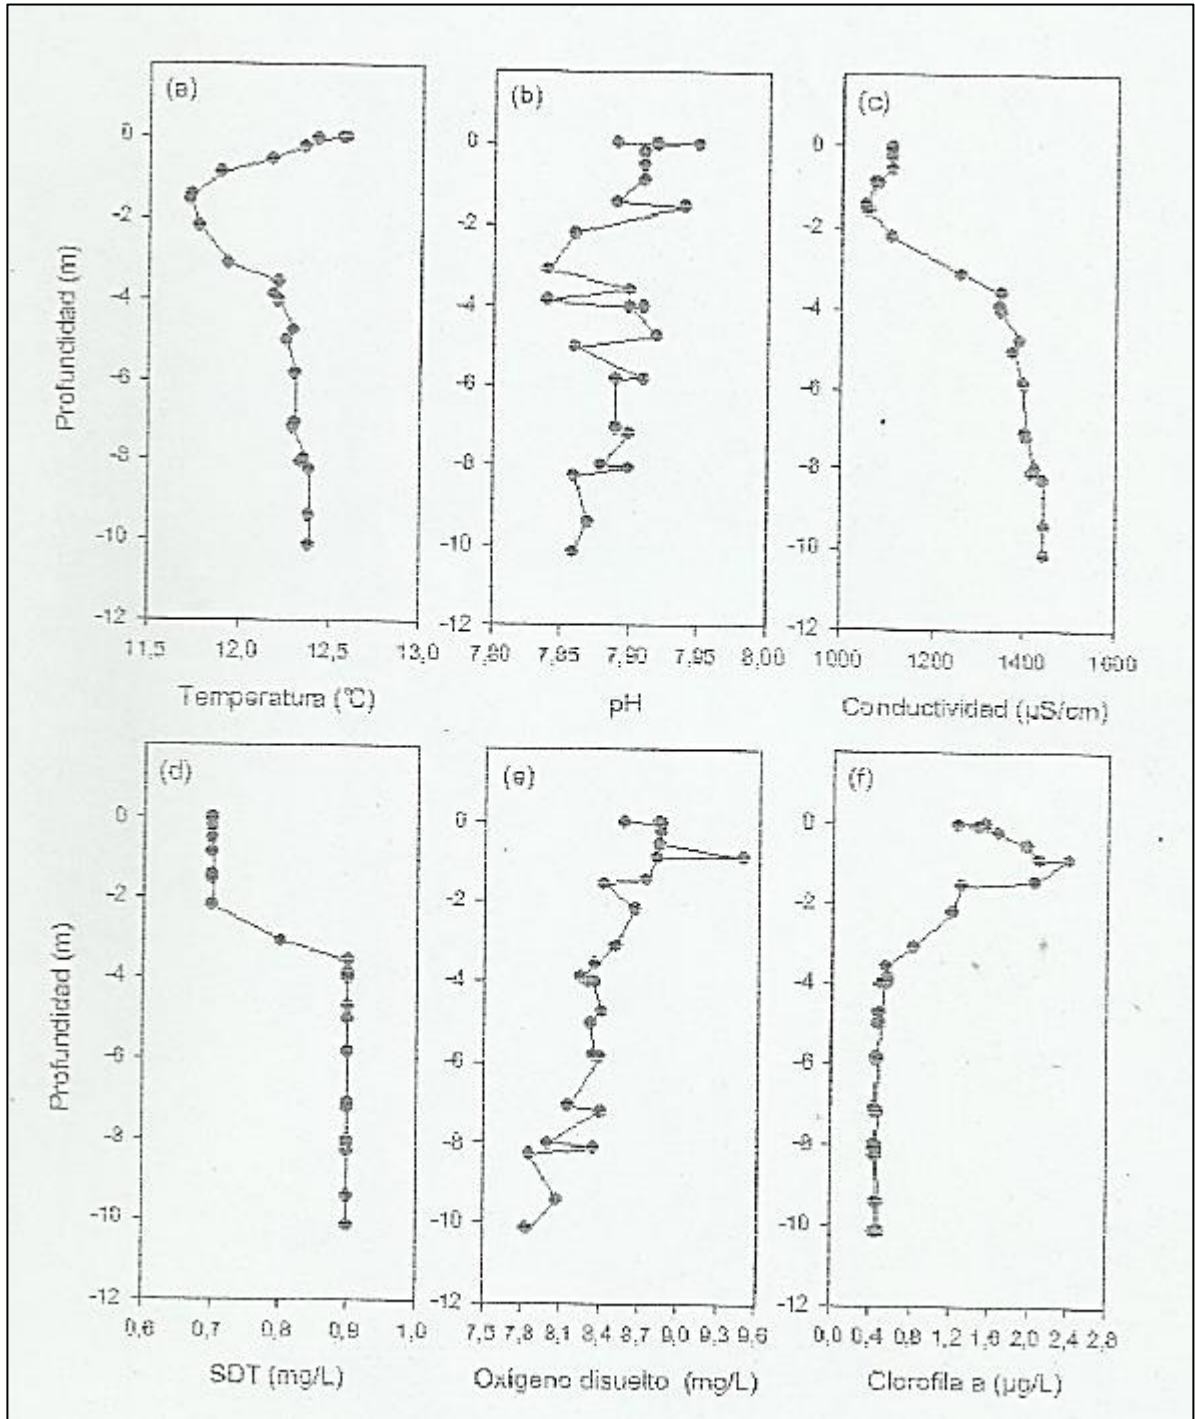 (a)
(b)
(c)
Profundidad (m)
0
-2
-4
-6
-8
-10
-12
0
-2
-4
-6
-8
-10
-12
0
-2
-4
-6
-8
-10
-12
11,5 12,0 12,5 13,0
7,80 7,85 7,90 7,95 8,00
1000 1200 1400 1600
Temperatura (°C)
pH
Conductividad (µS/cm)
(d)
(e)
(f)
Profundidad (m)
0
-2
-4
-6
-8
-10
-12
0
-2
-4
-6
-8
-10
-12
0
-2
-4
-6
-8
-10
-12
0,6 0,7 0,8 0,9 1,0
7,5 7,8 8,1 8,4 8,7 9,0 9,3 9,6
0,0 0,4 0,8 1,2 1,6 2,0 2,4 2,8
SDT (mg/L)
Oxígeno disuelto (mg/L)
Clorofila a (µg/L)